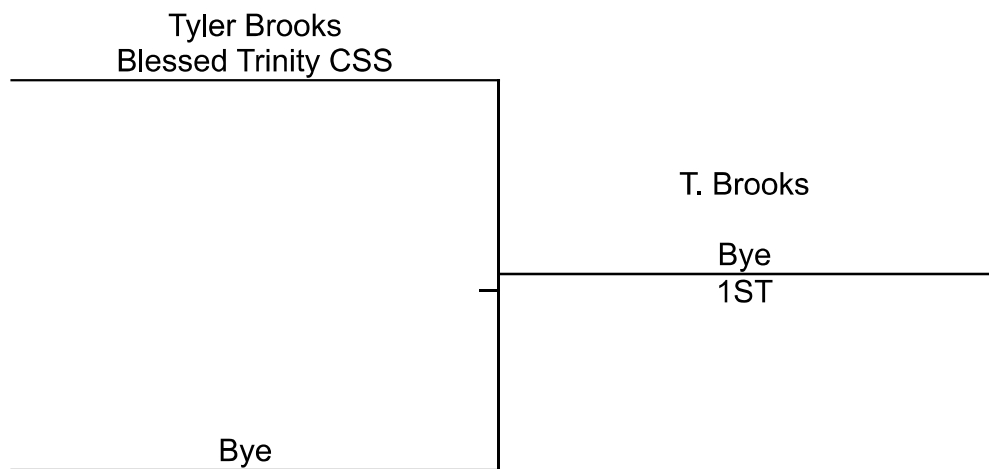 Tyler Brooks
Blessed Trinity CSS
T. Brooks
Bye
1ST
Bye